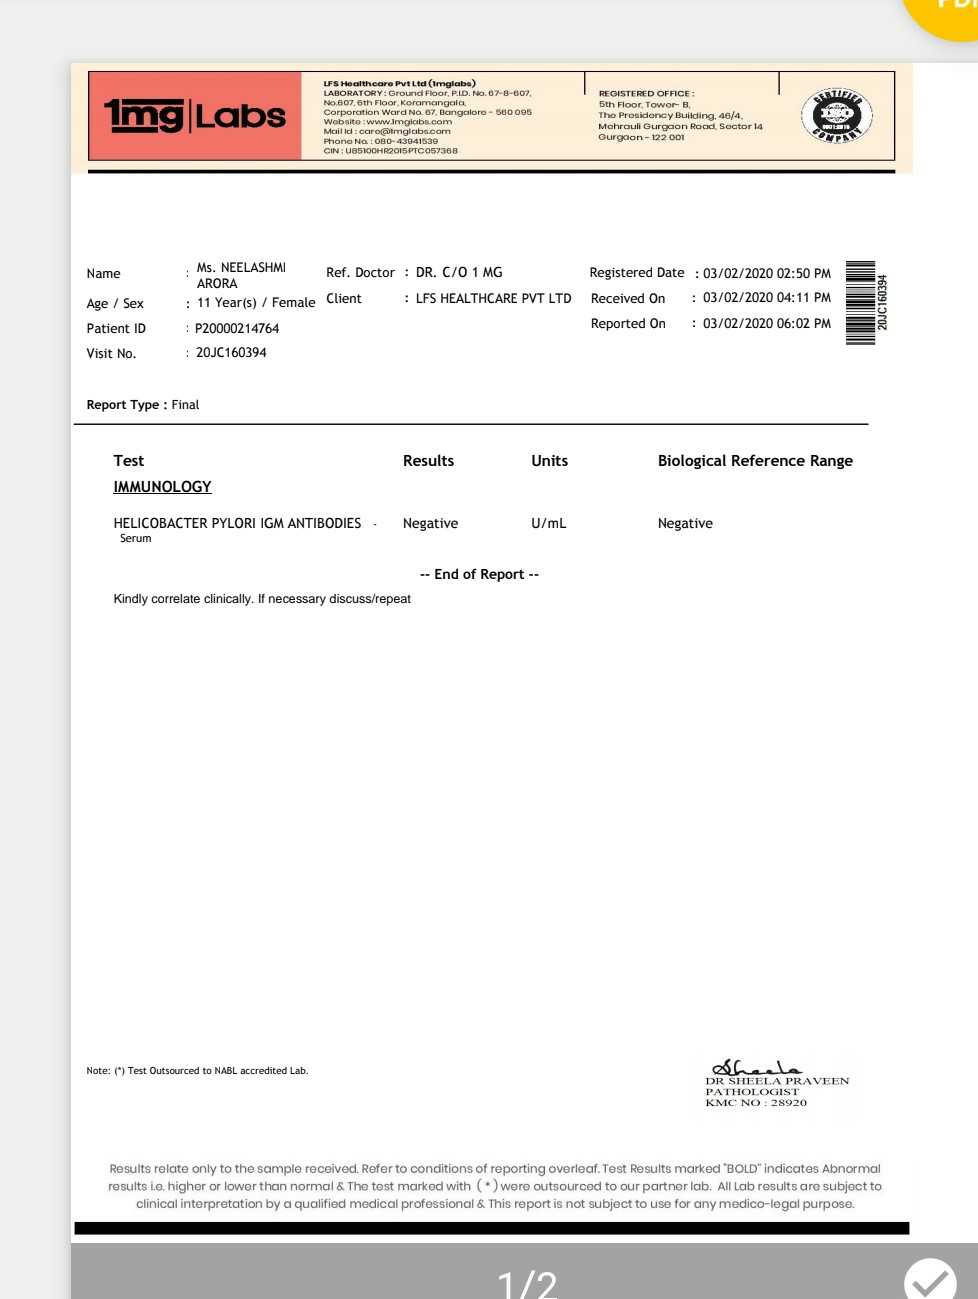 PDF
1mg Labs
LFS Healthcare Pvt Ltd (1mglabs)
LABORATORY : Ground Floor, P.I.D. No. 67-8-607,
No.607, 6th Floor, Koramangala,
Corporation Ward No. 67, Bangalore - 560 095
Website : www.1mglabs.com
Mail Id : care@1mglabs.com
Phone No. : 080-43941539
CIN : U85100HR2015PTC057368
REGISTERED OFFICE :
5th Floor, Tower- B,
The Presidency Building, 46/4,
Mehrauli Gurgaon Road, Sector 14
Gurgaon - 122 001
CERTIFIED
ISO
9001:2015
COMPANY
Name : Ms. NEELASHMI ARORA
Age / Sex : 11 Year(s) / Female
Patient ID : P20000214764
Visit No. : 20JC160394
Ref. Doctor : DR. C/O 1 MG
Client : LFS HEALTHCARE PVT LTD
Registered Date : 03/02/2020 02:50 PM
Received On : 03/02/2020 04:11 PM
Reported On : 03/02/2020 06:02 PM
20JC160394
Report Type : Final
Test Results Units Biological Reference Range
IMMUNOLOGY
HELICOBACTER PYLORI IGM ANTIBODIES - Negative U/mL Negative
Serum
-- End of Report --
Kindly correlate clinically. If necessary discuss/repeat
Note: (*) Test Outsourced to NABL accredited Lab.
Sheela
DR SHEELA PRAVEEN
PATHOLOGIST
KMC NO : 28920
Results relate only to the sample received. Refer to conditions of reporting overleaf. Test Results marked "BOLD" indicates Abnormal
results i.e. higher or lower than normal & The test marked with ( * ) were outsourced to our partner lab. All Lab results are subject to
clinical interpretation by a qualified medical professional & This report is not subject to use for any medico-legal purpose.
1/2